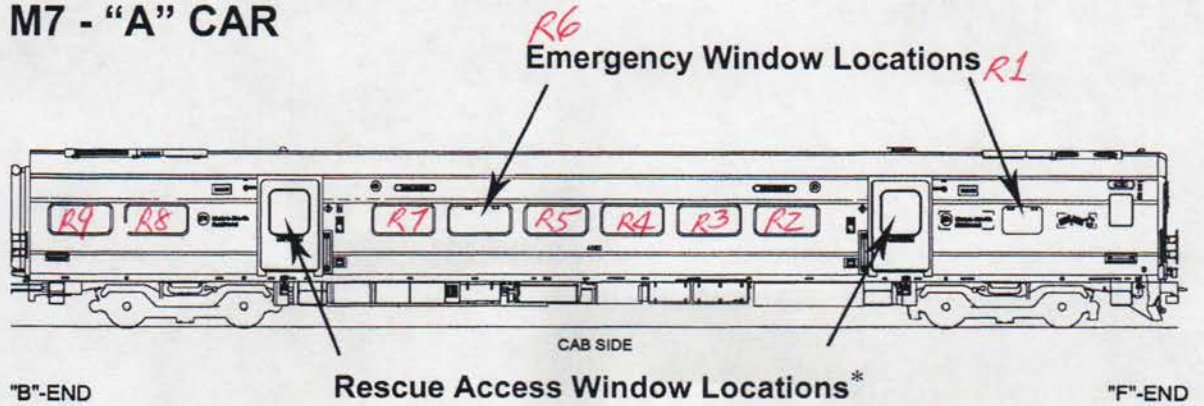 M7 - “A” CAR
R6
Emergency Window Locations R1
R9 R8 R7 R5 R4 R3 R2
CAB SIDE
"B"-END
Rescue Access Window Locations*
"F"-END